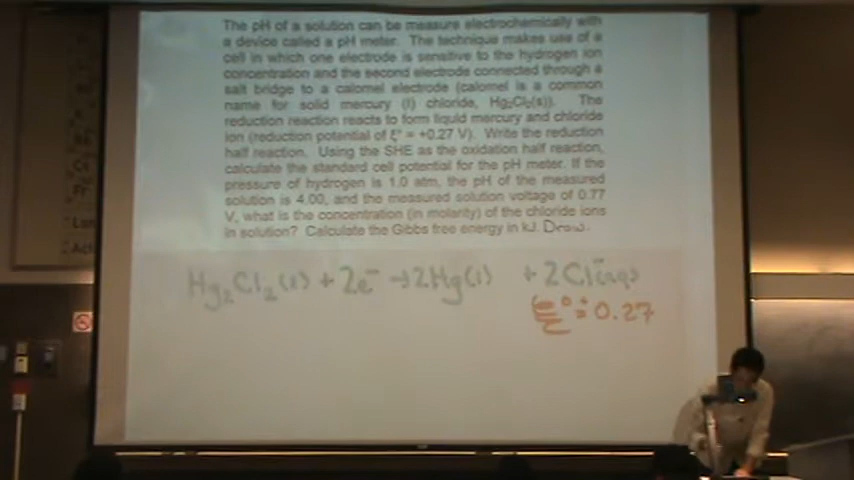 The pH of a solution can be measure electrochemically with
a device called a pH meter. The technique makes use of a
cell in which one electrode is sensitive to the hydrogen ion
concentration and the second electrode connected through a
salt bridge to a calomel electrode (calomel is a common
name for solid mercury (I) chloride, Hg₂Cl₂(s)). The
reduction reaction reacts to form liquid mercury and chloride
ion (reduction potential of ξ° = +0.27 V). Write the reduction
half reaction. Using the SHE as the oxidation half reaction,
calculate the standard cell potential for the pH meter. If the
pressure of hydrogen is 1.0 atm, the pH of the measured
solution is 4.00, and the measured solution voltage of 0.77
V, what is the concentration (in molarity) of the chloride ions
in solution? Calculate the Gibbs free energy in kJ. Draw.
Hg₂Cl₂(s) + 2e⁻ → 2Hg(l) + 2Cl⁻(aq)
ξ° = 0.27